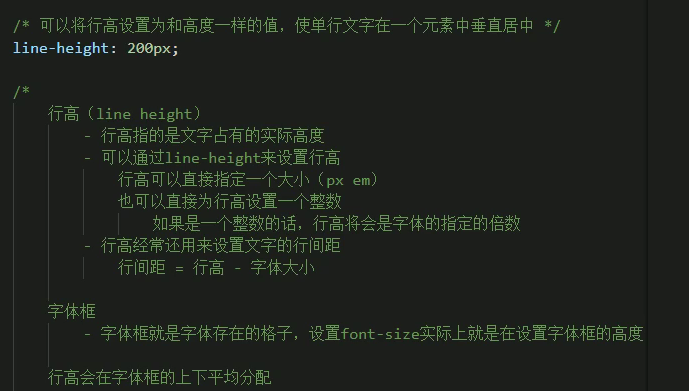 /* 可以将行高设置为和高度一样的值，使单行文字在一个元素中垂直居中 */
line-height: 200px;
/*
行高（line height）
- 行高指的是文字占有的实际高度
- 可以通过line-height来设置行高
行高可以直接指定一个大小（px em）
也可以直接为行高设置一个整数
如果是一个整数的话，行高将会是字体的指定的倍数
- 行高经常还用来设置文字的行间距
行间距 = 行高 - 字体大小
字体框
- 字体框就是字体存在的格子，设置font-size实际上就是在设置字体框的高度
行高会在字体框的上下平均分配